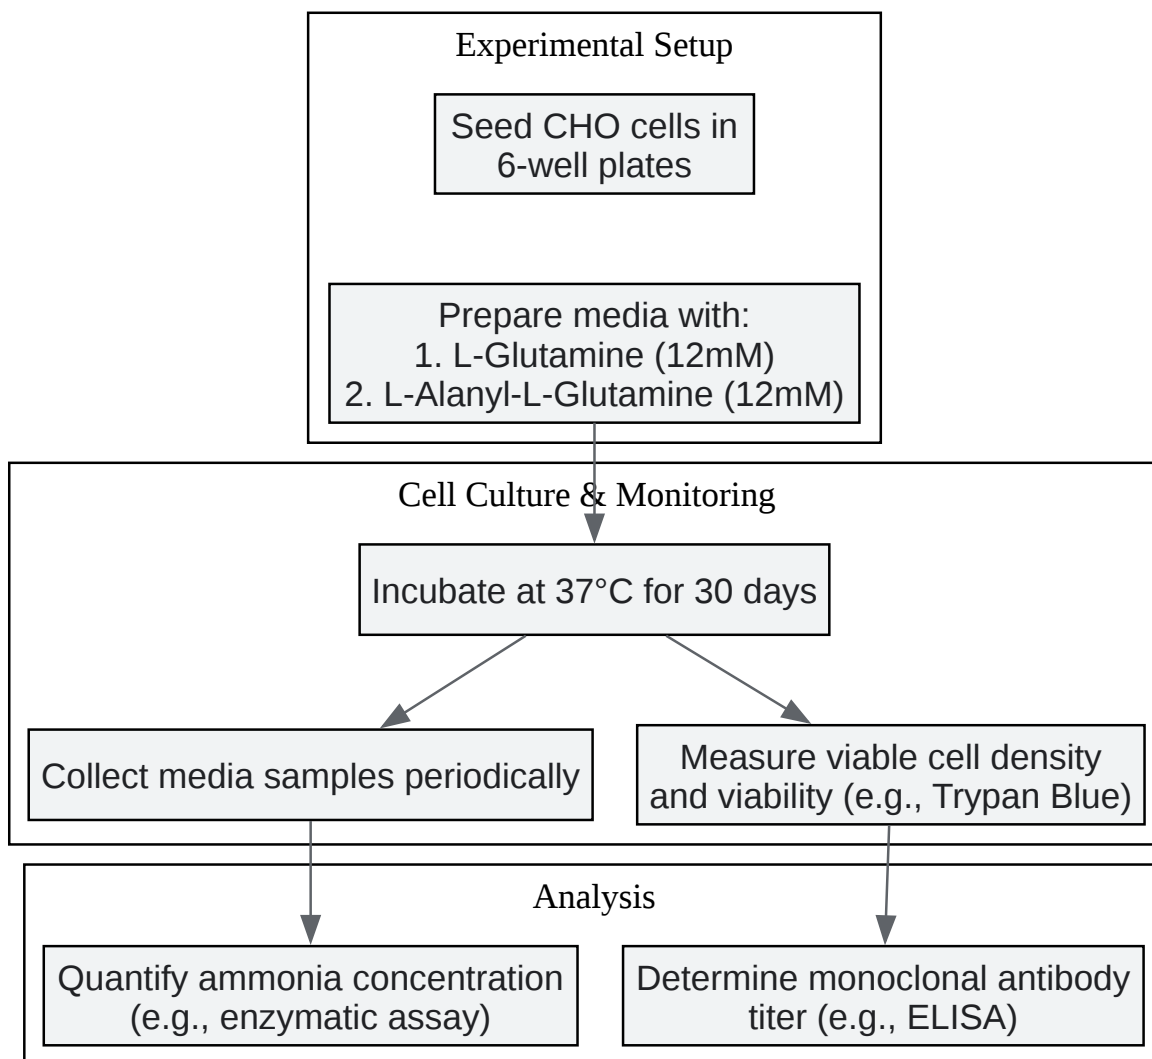 Experimental Setup
Seed CHO cells in
6-well plates
Prepare media with:
1. L-Glutamine (12mM)
2. L-Alanyl-L-Glutamine (12mM)
Cell Culture & Monitoring
Incubate at 37°C for 30 days
Collect media samples periodically
Measure viable cell density
and viability (e.g., Trypan Blue)
Analysis
Quantify ammonia concentration
(e.g., enzymatic assay)
Determine monoclonal antibody
titer (e.g., ELISA)